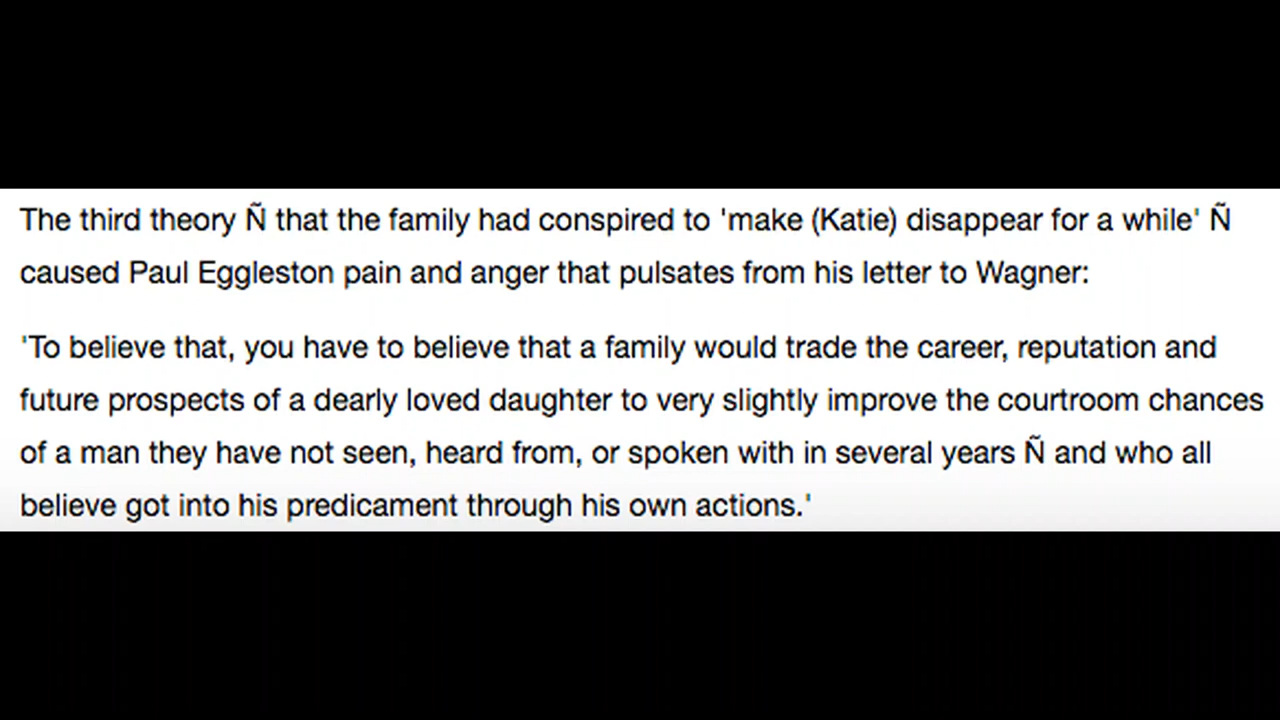 The third theory Ñ that the family had conspired to 'make (Katie) disappear for a while' Ñ
caused Paul Eggleston pain and anger that pulsates from his letter to Wagner:
'To believe that, you have to believe that a family would trade the career, reputation and
future prospects of a dearly loved daughter to very slightly improve the courtroom chances
of a man they have not seen, heard from, or spoken with in several years Ñ and who all
believe got into his predicament through his own actions.'